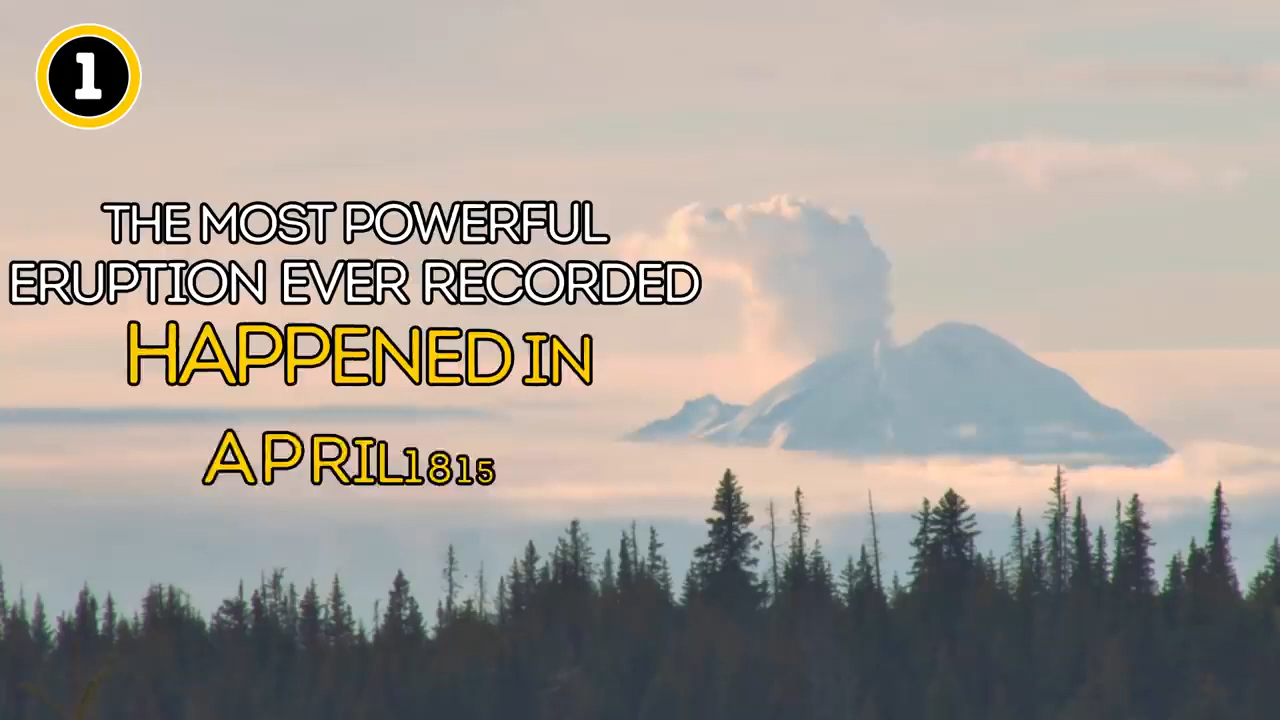 1
THE MOST POWERFUL
ERUPTION EVER RECORDED
HAPPENED IN
APRIL 1815